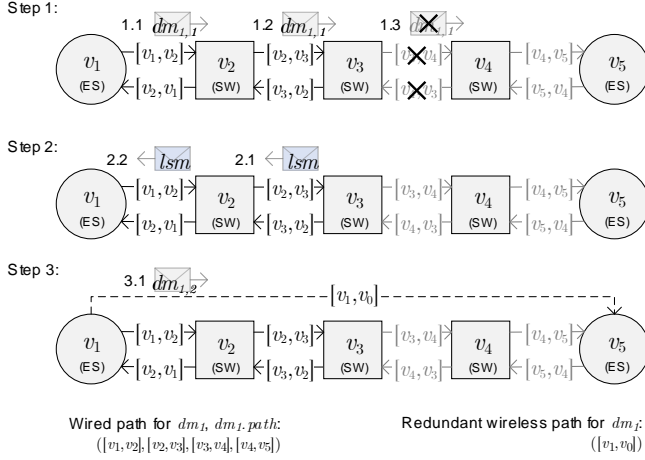 Step 1:
1.1 dm₁,₁ 1.2 dm₁,₁ 1.3 dm₁,₁
[v₁,v₂] [v₂,v₃] [v₃,v₄] [v₄,v₅]
v₁ v₂ v₃ v₄ v₅
(ES) (SW) (SW) (SW) (ES)
[v₂,v₁] [v₃,v₂] [v₄,v₃] [v₅,v₄]
Step 2:
2.2 lsm 2.1 lsm
[v₁,v₂] [v₂,v₃] [v₃,v₄] [v₄,v₅]
v₁ v₂ v₃ v₄ v₅
(ES) (SW) (SW) (SW) (ES)
[v₂,v₁] [v₃,v₂] [v₄,v₃] [v₅,v₄]
Step 3:
3.1 dm₁,₂
[v₁,v₀]
[v₁,v₂] [v₂,v₃] [v₃,v₄] [v₄,v₅]
v₁ v₂ v₃ v₄ v₅
(ES) (SW) (SW) (SW) (ES)
[v₂,v₁] [v₃,v₂] [v₄,v₃] [v₅,v₄]
Wired path for dm₁, dm₁.path:
([v₁,v₂],[v₂,v₃],[v₃,v₄],[v₄,v₅])
Redundant wireless path for dm₁:
([v₁,v₀])